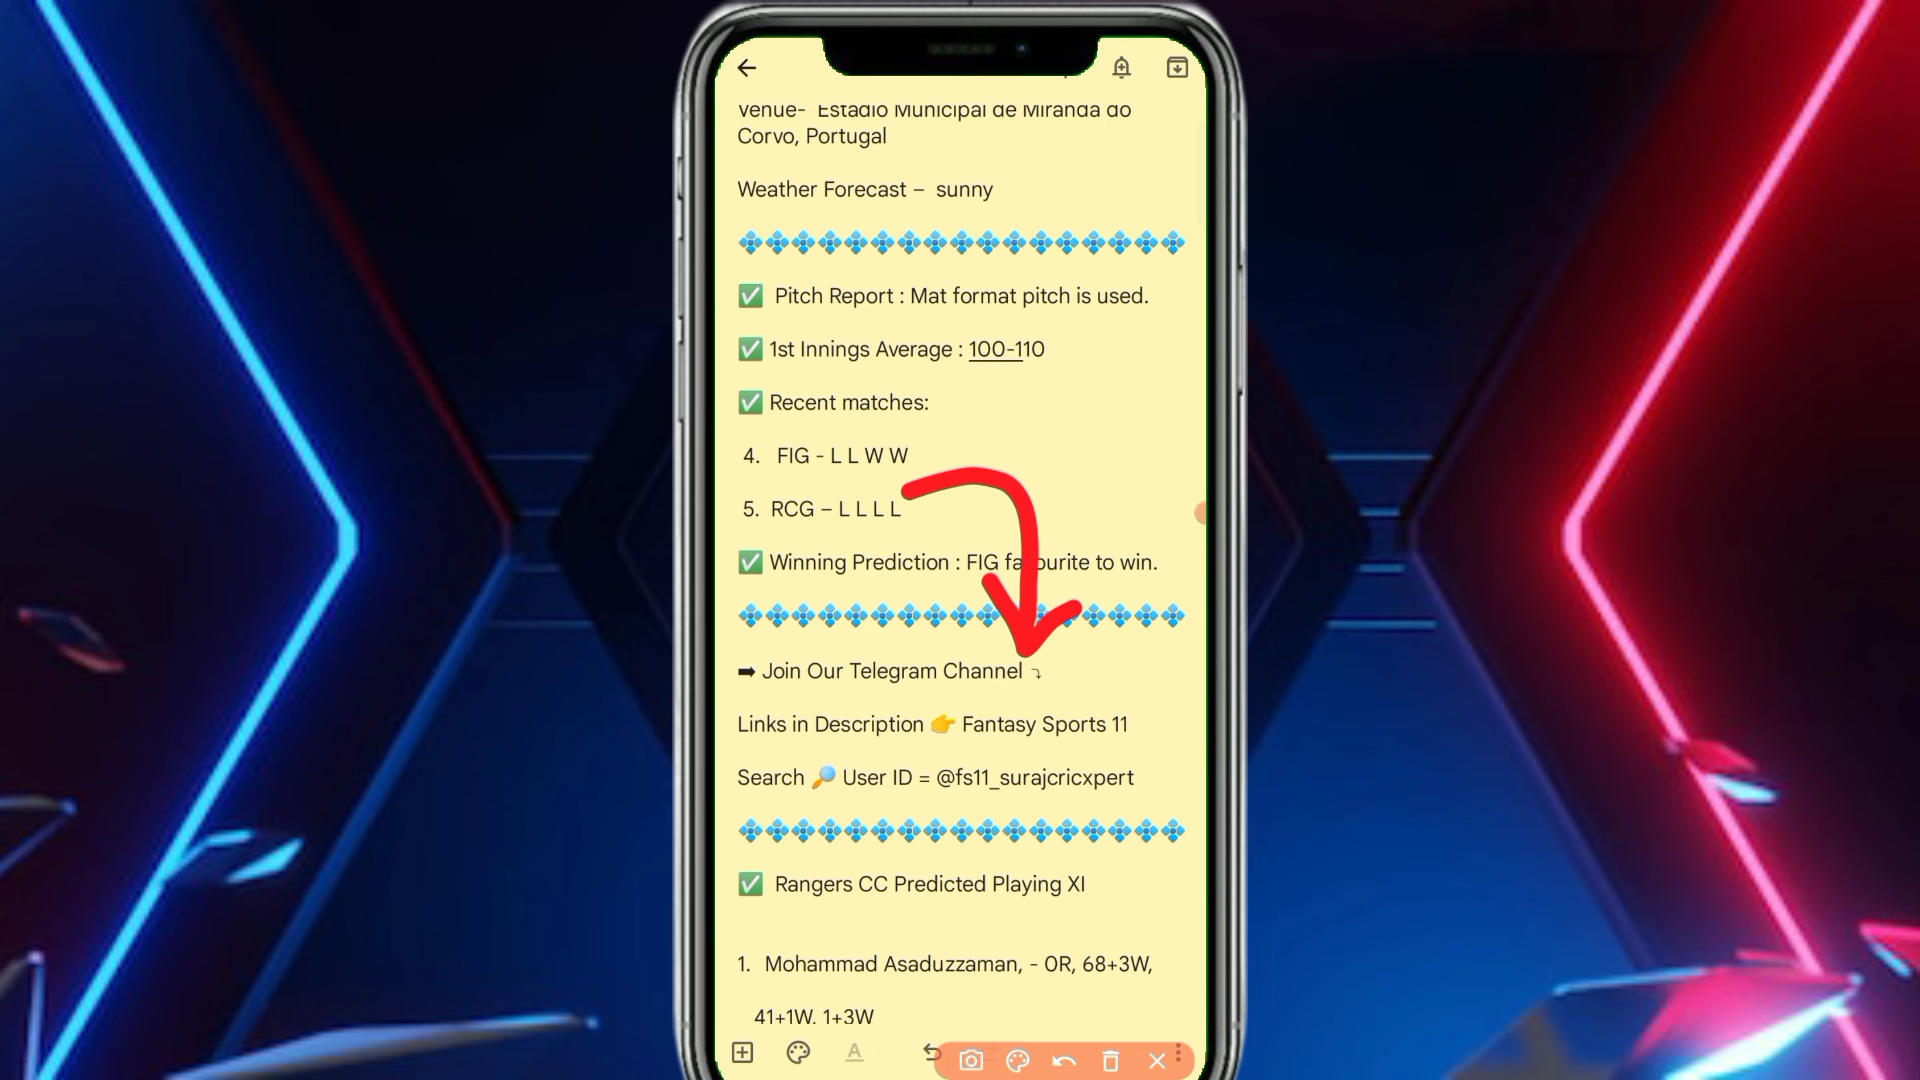 Venue- Estadio Municipal de Miranda do
Corvo, Portugal
Weather Forecast – sunny
✅ Pitch Report : Mat format pitch is used.
✅ 1st Innings Average : 100-110
✅ Recent matches:
4. FIG - L L W W
5. RCG – L L L L
✅ Winning Prediction : FIG favourite to win.
➡ Join Our Telegram Channel ⤵
Links in Description 👉 Fantasy Sports 11
Search 🔎 User ID = @fs11_surajcricxpert
✅ Rangers CC Predicted Playing XI
1. Mohammad Asaduzzaman, - 0R, 68+3W,
41+1W, 1+3W
A